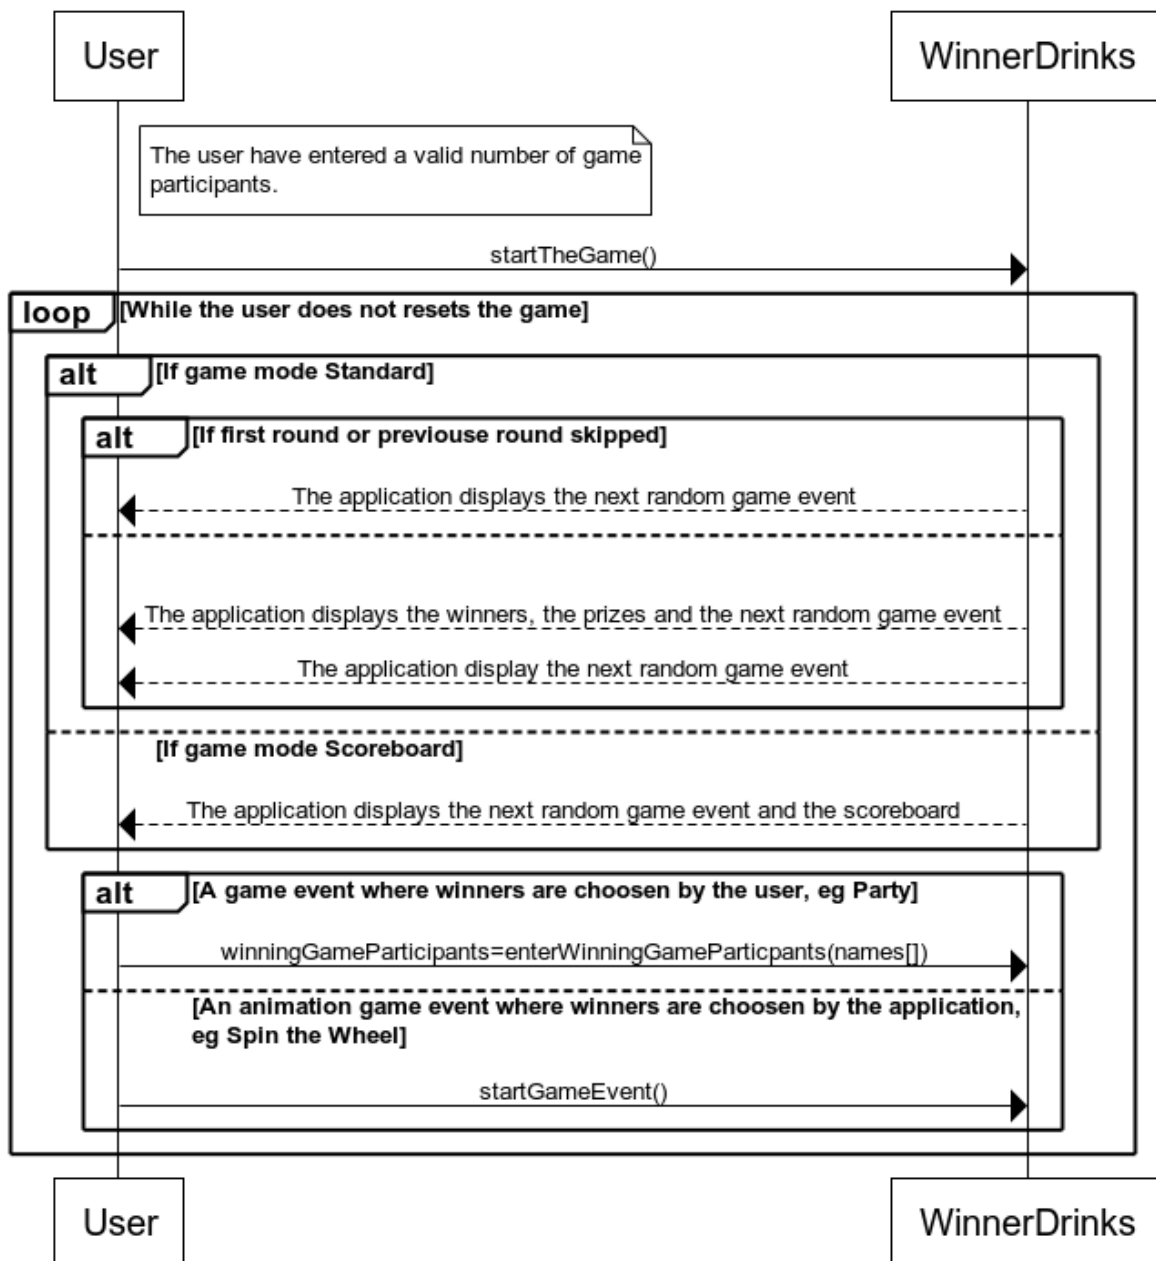 User
WinnerDrinks
The user have entered a valid number of game
participants.
startTheGame()
loop
[While the user does not resets the game]
alt
[If game mode Standard]
alt
[If first round or previouse round skipped]
The application displays the next random game event
The application displays the winners, the prizes and the next random game event
The application display the next random game event
[If game mode Scoreboard]
The application displays the next random game event and the scoreboard
alt
[A game event where winners are choosen by the user, eg Party]
winningGameParticipants=enterWinningGameParticpants(names[])
[An animation game event where winners are choosen by the application,
eg Spin the Wheel]
startGameEvent()
User
WinnerDrinks